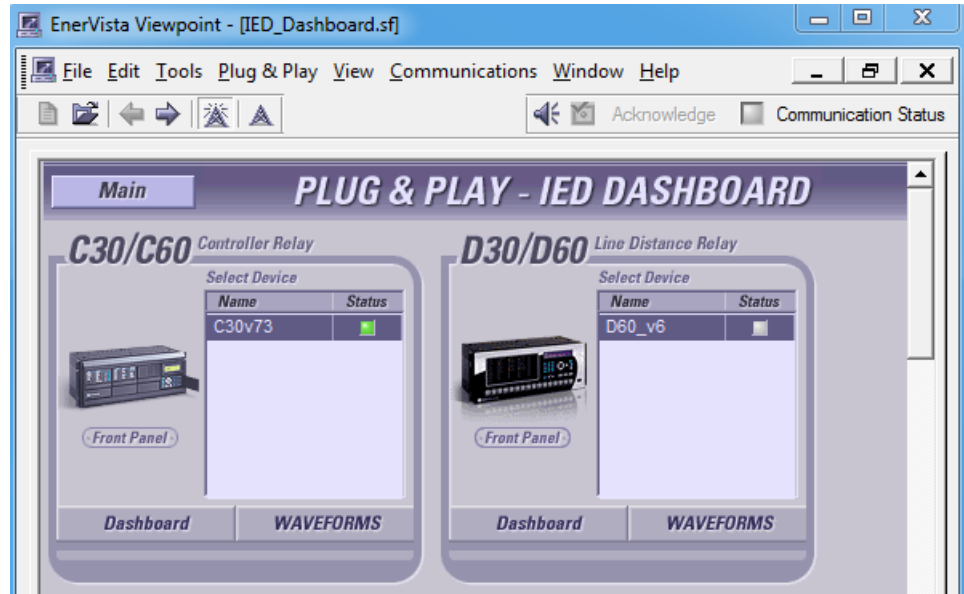 EnerVista Viewpoint - [IED_Dashboard.sf]
File Edit Tools Plug & Play View Communications Window Help
Acknowledge Communication Status
Main PLUG & PLAY - IED DASHBOARD
C30/C60 Controller Relay
Select Device
Name Status
C30v73
Front Panel
Dashboard WAVEFORMS
D30/D60 Line Distance Relay
Select Device
Name Status
D60_v6
Front Panel
Dashboard WAVEFORMS